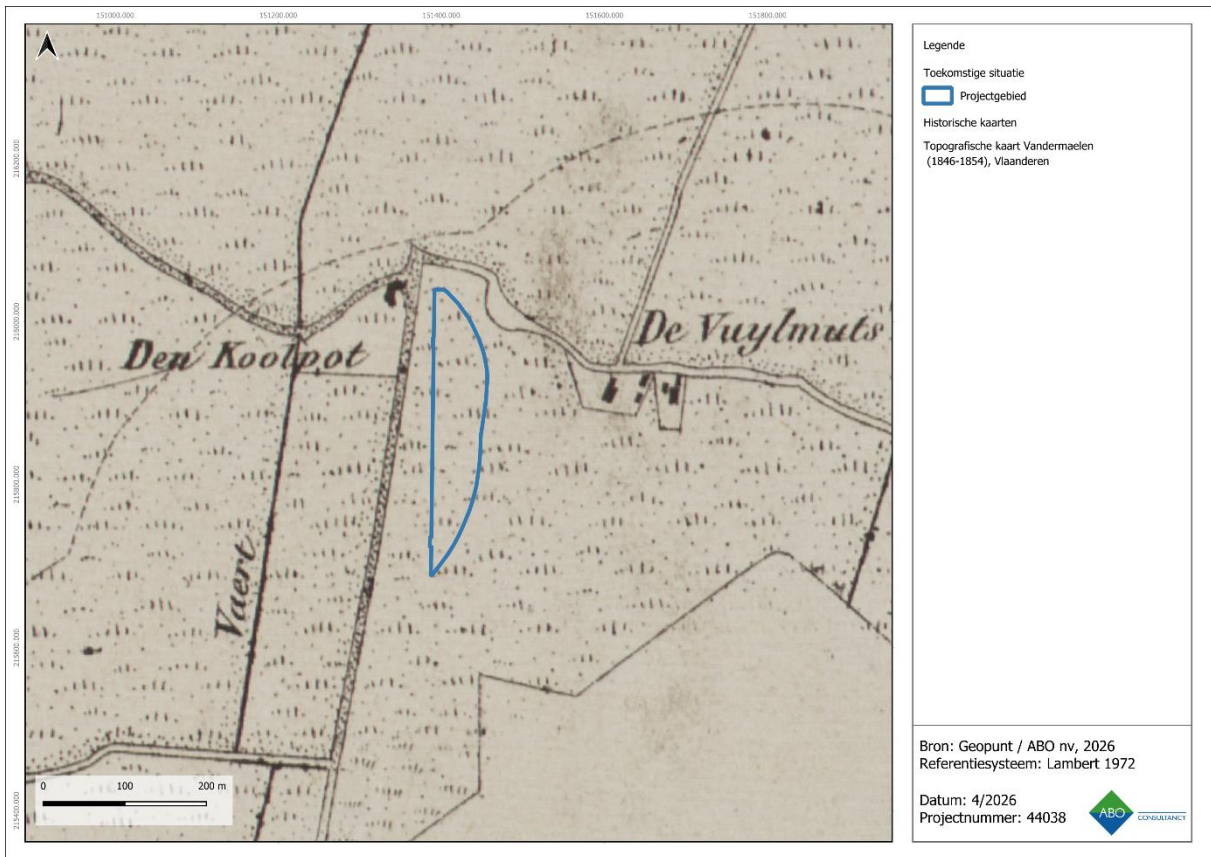 151000.000 151200.000 151400.000 151600.000 151800.000
216200.000
216000.000
215800.000
215600.000
215400.000
De Vuylmuts
Den Koolpot
Vaert
0 100 200 m
Legende
Toekomstige situatie
Projectgebied
Historische kaarten
Topografische kaart Vandermaelen
(1846-1854), Vlaanderen
Bron: Geopunt / ABO nv, 2026
Referentiesysteem: Lambert 1972
Datum: 4/2026
Projectnummer: 44038
ABO CONSULTANCY